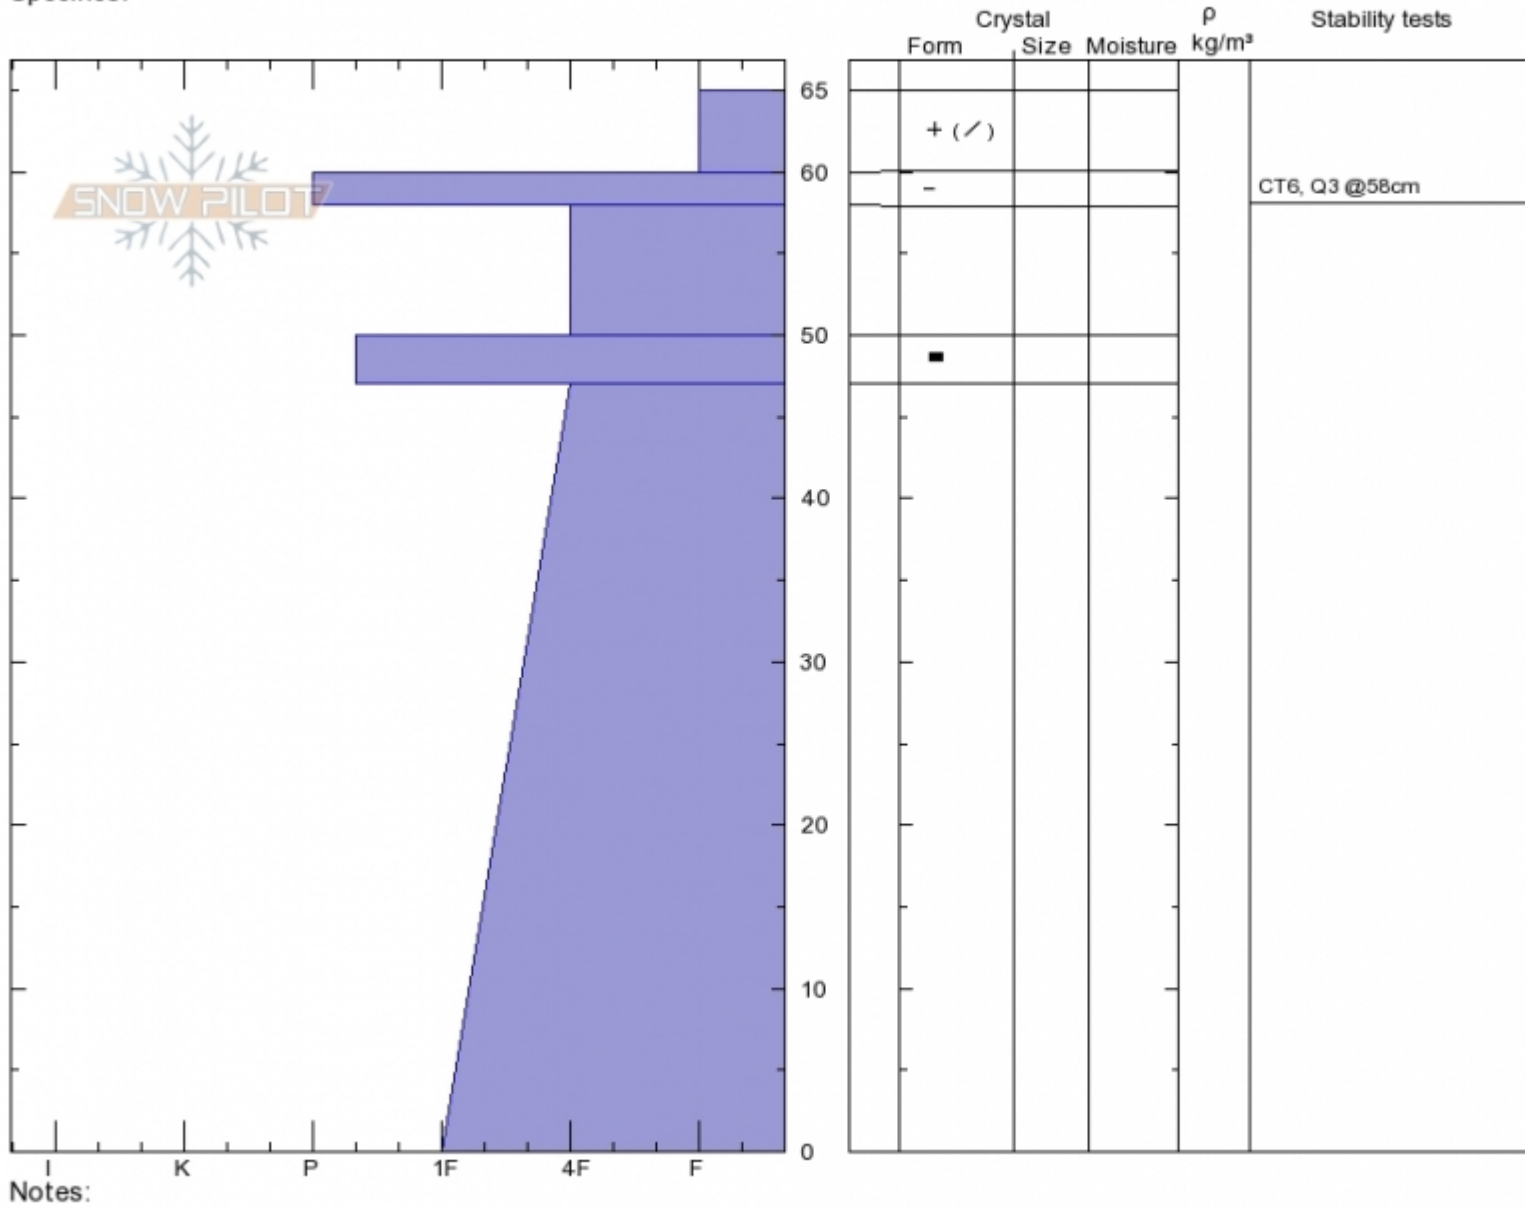 Crystal
ρ
Stability tests
Form
Size
Moisture
kg/m³
65
+ (/)
60
SNOW PILOT
-
CT6, Q3 @58cm
50
40
30
20
10
0
I K P 1F 4F F
Notes: